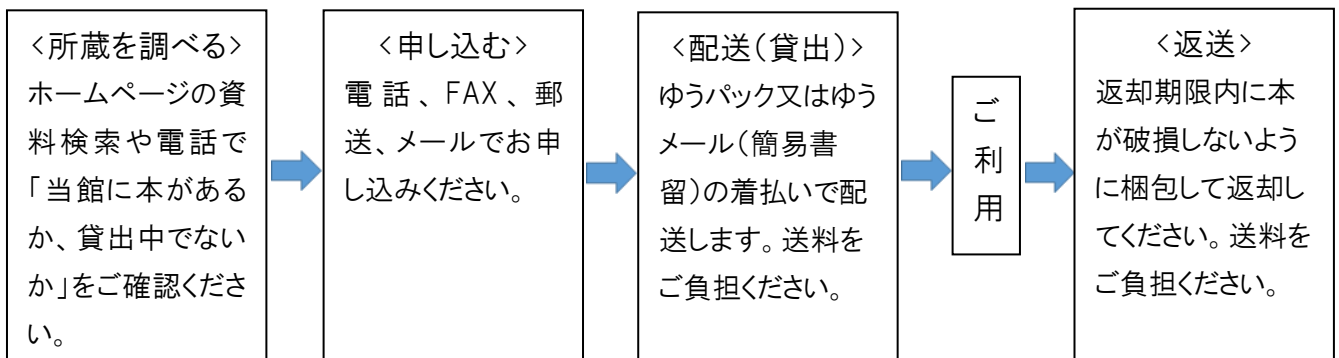 <所蔵を調べる>
ホームページの資
料検索や電話で
「当館に本がある
か、貸出中でない
か」をご確認くださ
い。
<申し込む>
電話、FAX、郵
送、メールでお申
し込みください。
<配送(貸出)>
ゆうパック又はゆう
メール(簡易書
留)の着払いで配
送します。送料を
ご負担ください。
ご利用
<返送>
返却期限内に本
が破損しないよう
に梱包して返却し
てください。送料を
ご負担ください。